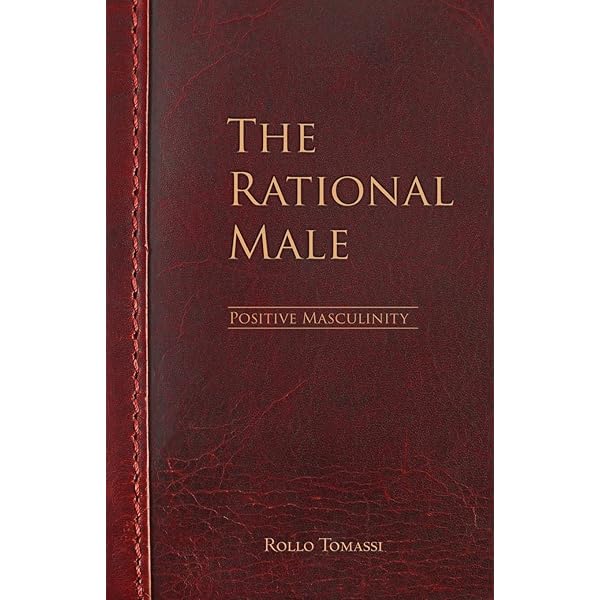 THE
RATIONAL
MALE
POSITIVE MASCULINITY
ROLLO TOMASSI